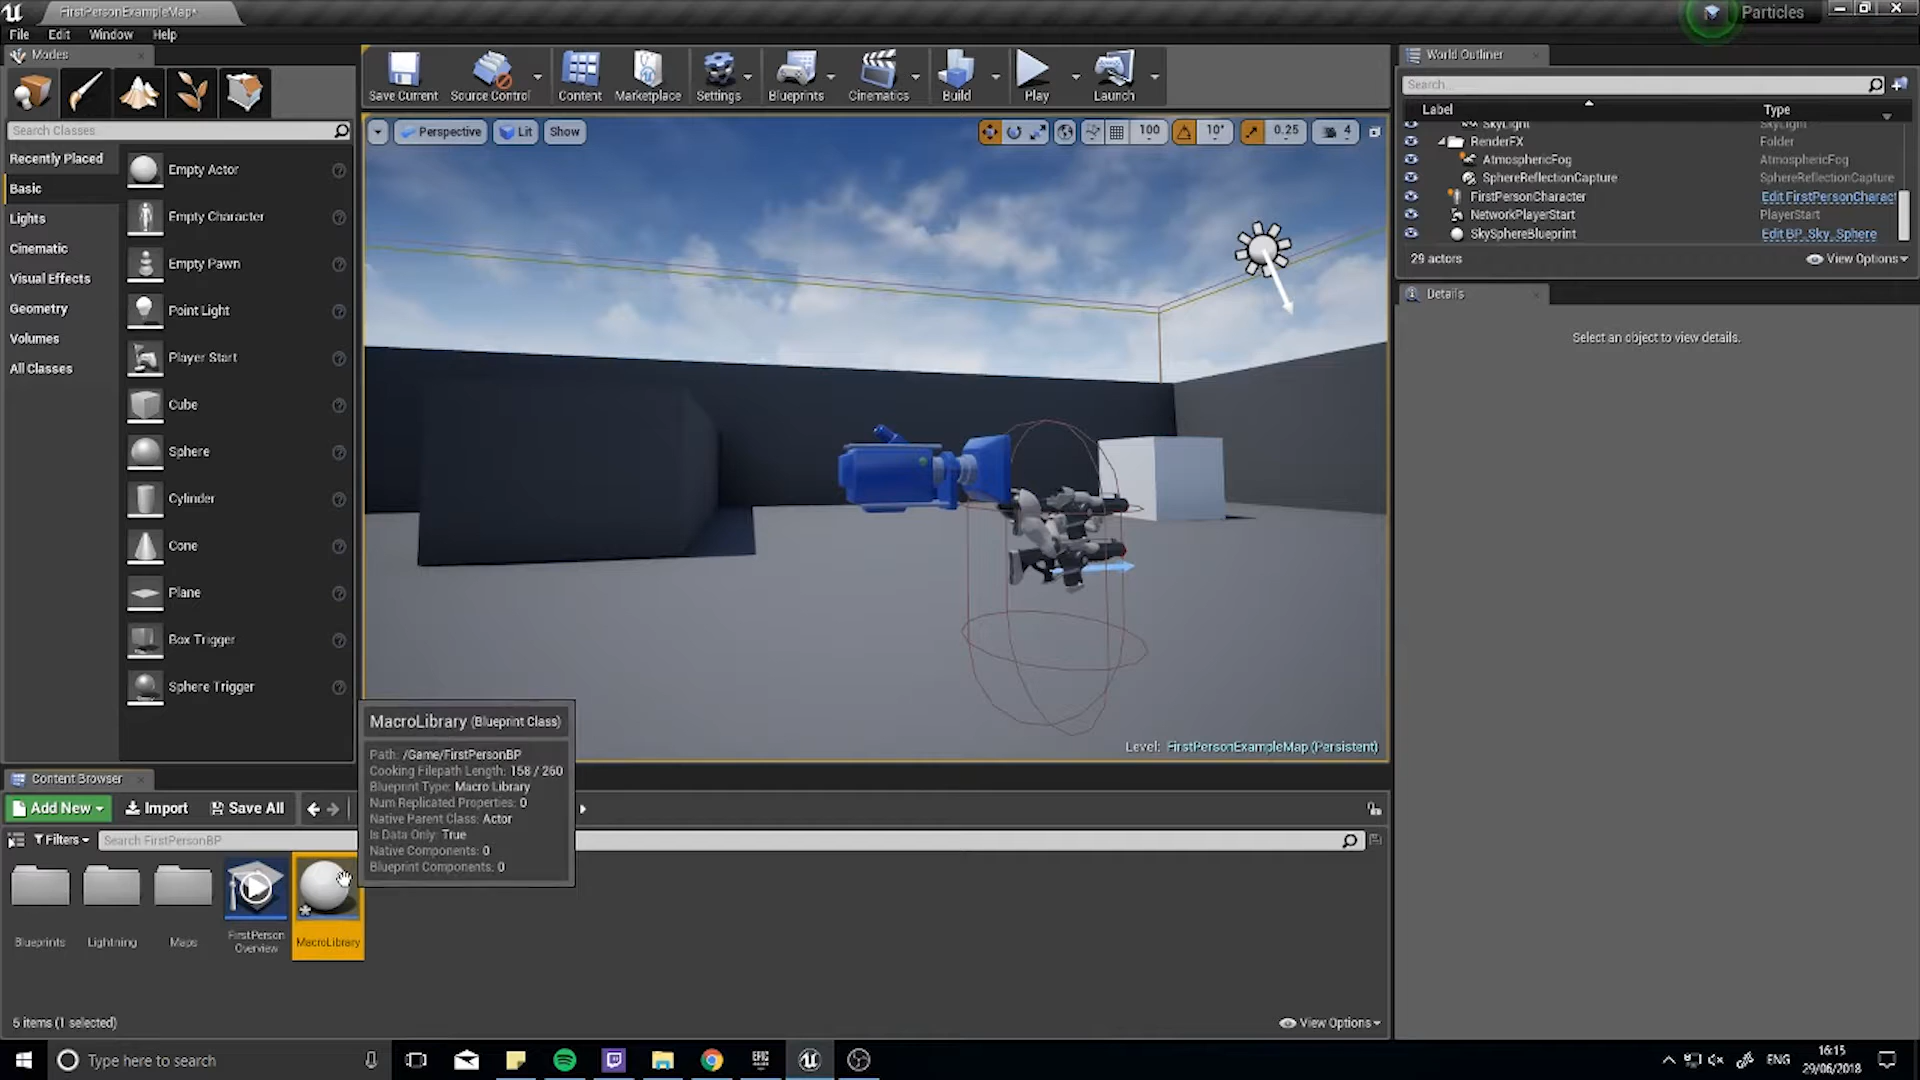 FirstPersonExampleMap*
Particles
File Edit Window Help
Modes
Save Current
Source Control
Content
Marketplace
Settings
Blueprints
Cinematics
Build
Play
Launch
Search Classes
Recently Placed
Basic
Lights
Cinematic
Visual Effects
Geometry
Volumes
All Classes
Empty Actor
Empty Character
Empty Pawn
Point Light
Player Start
Cube
Sphere
Cylinder
Cone
Plane
Box Trigger
Sphere Trigger
Perspective
Lit
Show
100
10°
0.25
4
Level: FirstPersonExampleMap (Persistent)
World Outliner
Search...
Label Type
SkyLight SkyLight
RenderFX Folder
AtmosphericFog AtmosphericFog
SphereReflectionCapture SphereReflectionCapture
FirstPersonCharacter Edit FirstPersonCharact
NetworkPlayerStart PlayerStart
SkySphereBlueprint Edit BP_Sky_Sphere
29 actors
View Options
Details
Select an object to view details.
MacroLibrary (Blueprint Class)
Path: /Game/FirstPersonBP
Cooking Filepath Length: 158 / 260
Blueprint Type: Macro Library
Num Replicated Properties: 0
Native Parent Class: Actor
Is Data Only: True
Native Components: 0
Blueprint Components: 0
Content Browser
Add New
Import
Save All
Filters
Search FirstPersonBP
Blueprints
Lightning
Maps
FirstPerson
Overview
MacroLibrary
5 items (1 selected)
View Options
Type here to search
EPIC
ENG
16:15
29/06/2018